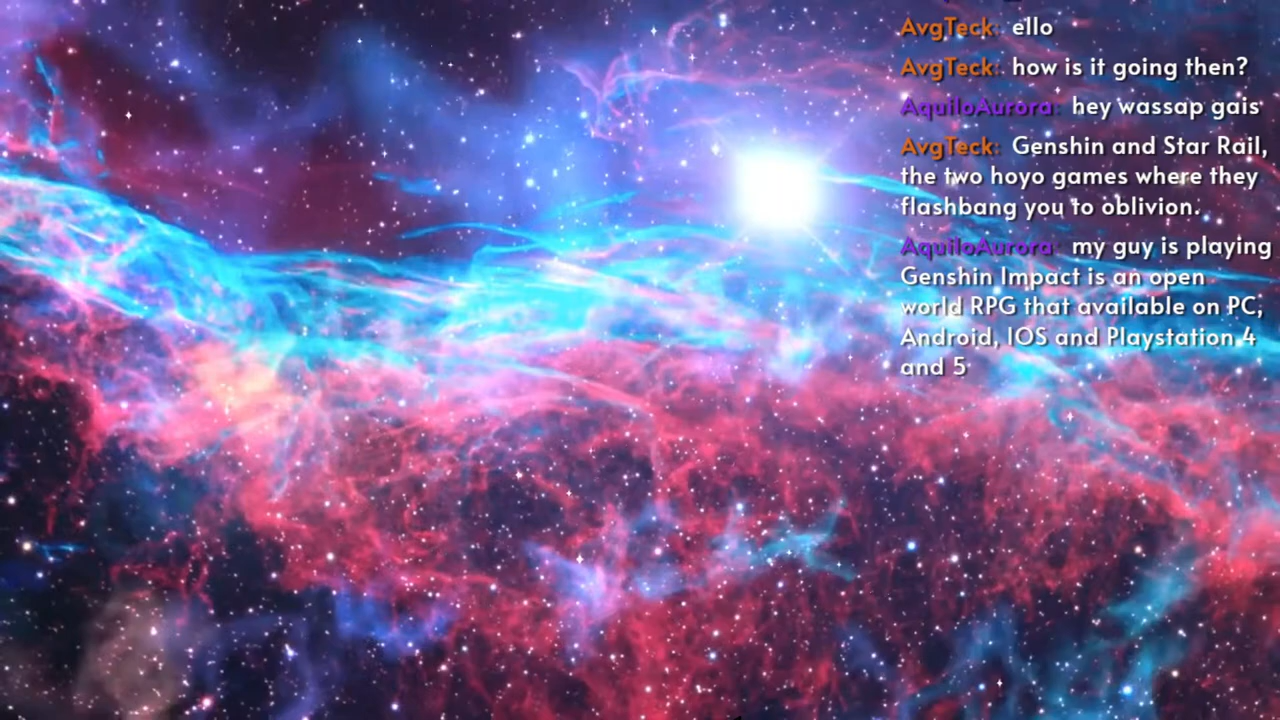 AvgTeck: ello
AvgTeck: how is it going then?
AquiloAurora: hey wassap gais
AvgTeck: Genshin and Star Rail,
the two hoyo games where they
flashbang you to oblivion.
AquiloAurora: my guy is playing
Genshin Impact is an open
world RPG that available on PC,
Android, IOS and Playstation 4
and 5